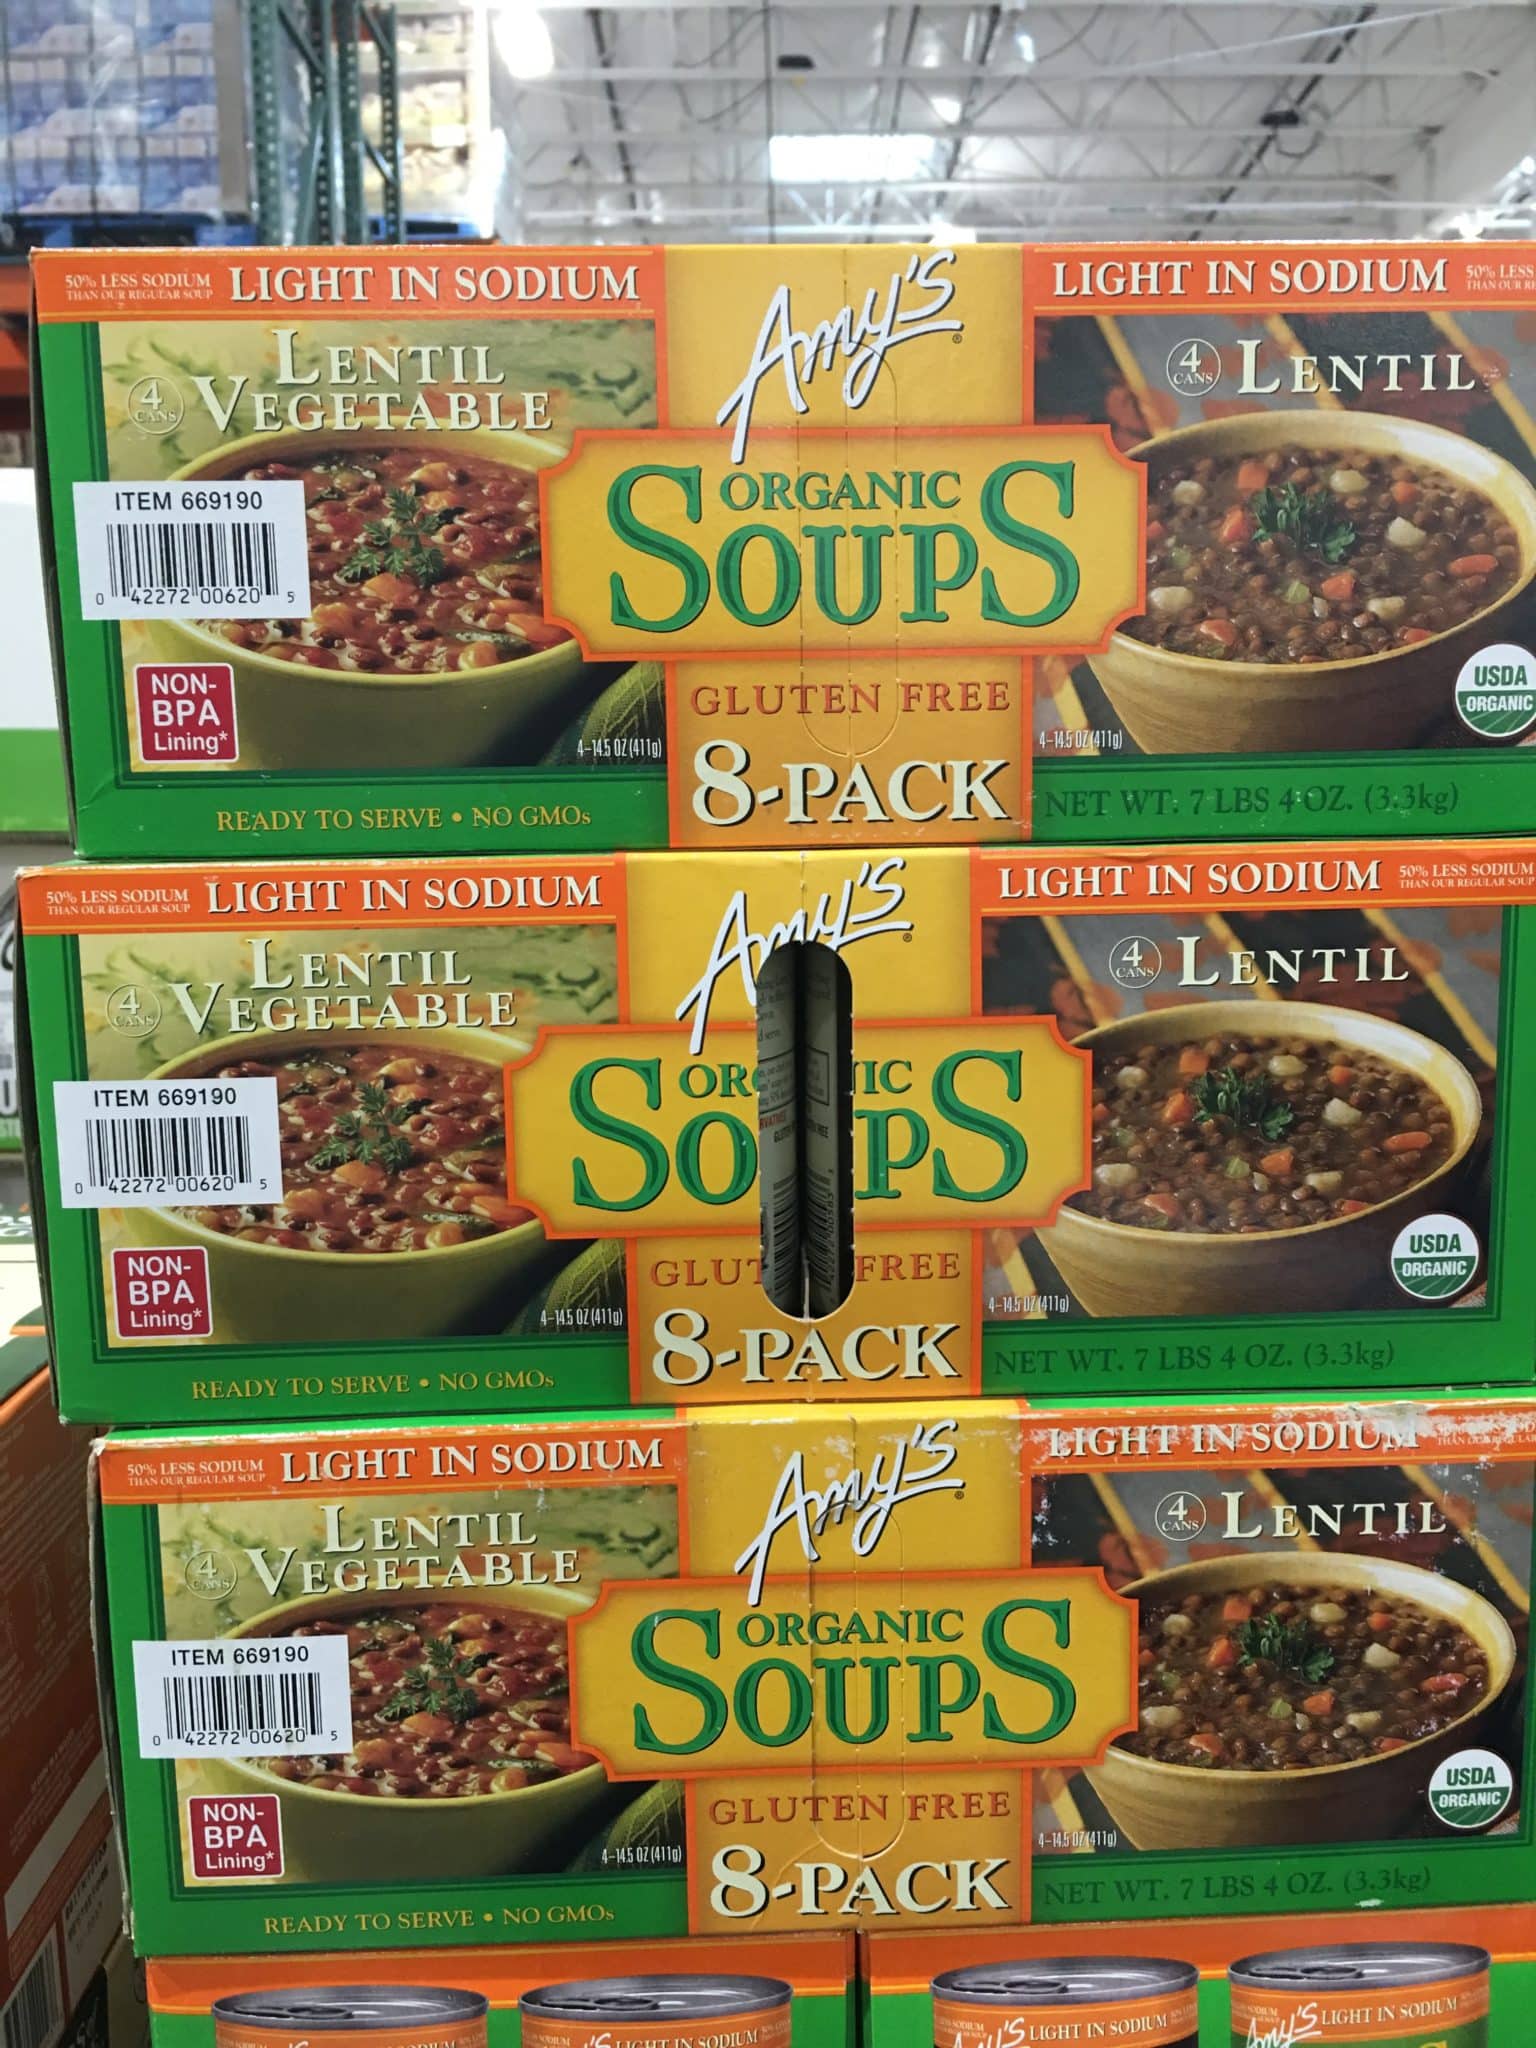 50% LESS SODIUM
THAN OUR REGULAR SOUP
LIGHT IN SODIUM
Amy's
LIGHT IN SODIUM
50% LESS
THAN OUR
4 CANS
LENTIL
VEGETABLE
4 CANS
LENTIL
ORGANIC
SOUPS
ITEM 669190
0 42272 00620 5
NON-
BPA
Lining*
USDA
ORGANIC
GLUTEN FREE
4-14.5 OZ (411g)
4-14.5 OZ (411g)
8-PACK
READY TO SERVE • NO GMOs
NET WT. 7 LBS 4 OZ. (3.3kg)
50% LESS SODIUM
THAN OUR REGULAR SOUP
LIGHT IN SODIUM
Amy's
LIGHT IN SODIUM
50% LESS SODIUM
THAN OUR REGULAR SOUP
4 CANS
LENTIL
VEGETABLE
4 CANS
LENTIL
OR NIC
SO PS
ITEM 669190
0 42272 00620 5
NON-
BPA
Lining*
USDA
ORGANIC
GLUT FREE
4-14.5 OZ (411g)
4-14.5 OZ (411g)
8-PACK
READY TO SERVE • NO GMOs
NET WT. 7 LBS 4 OZ. (3.3kg)
50% LESS SODIUM
THAN OUR REGULAR SOUP
LIGHT IN SODIUM
Amy's
LIGHT IN SODIUM
4 CANS
LENTIL
VEGETABLE
4 CANS
LENTIL
ORGANIC
SOUPS
ITEM 669190
0 42272 00620 5
NON-
BPA
Lining*
USDA
ORGANIC
GLUTEN FREE
4-14.5 OZ (411g)
4-14.5 OZ (411g)
8-PACK
READY TO SERVE • NO GMOs
NET WT. 7 LBS 4 OZ. (3.3kg)
LIGHT IN SODIUM
Amy's LIGHT IN SODIUM
Amy's LIGHT IN SODIUM